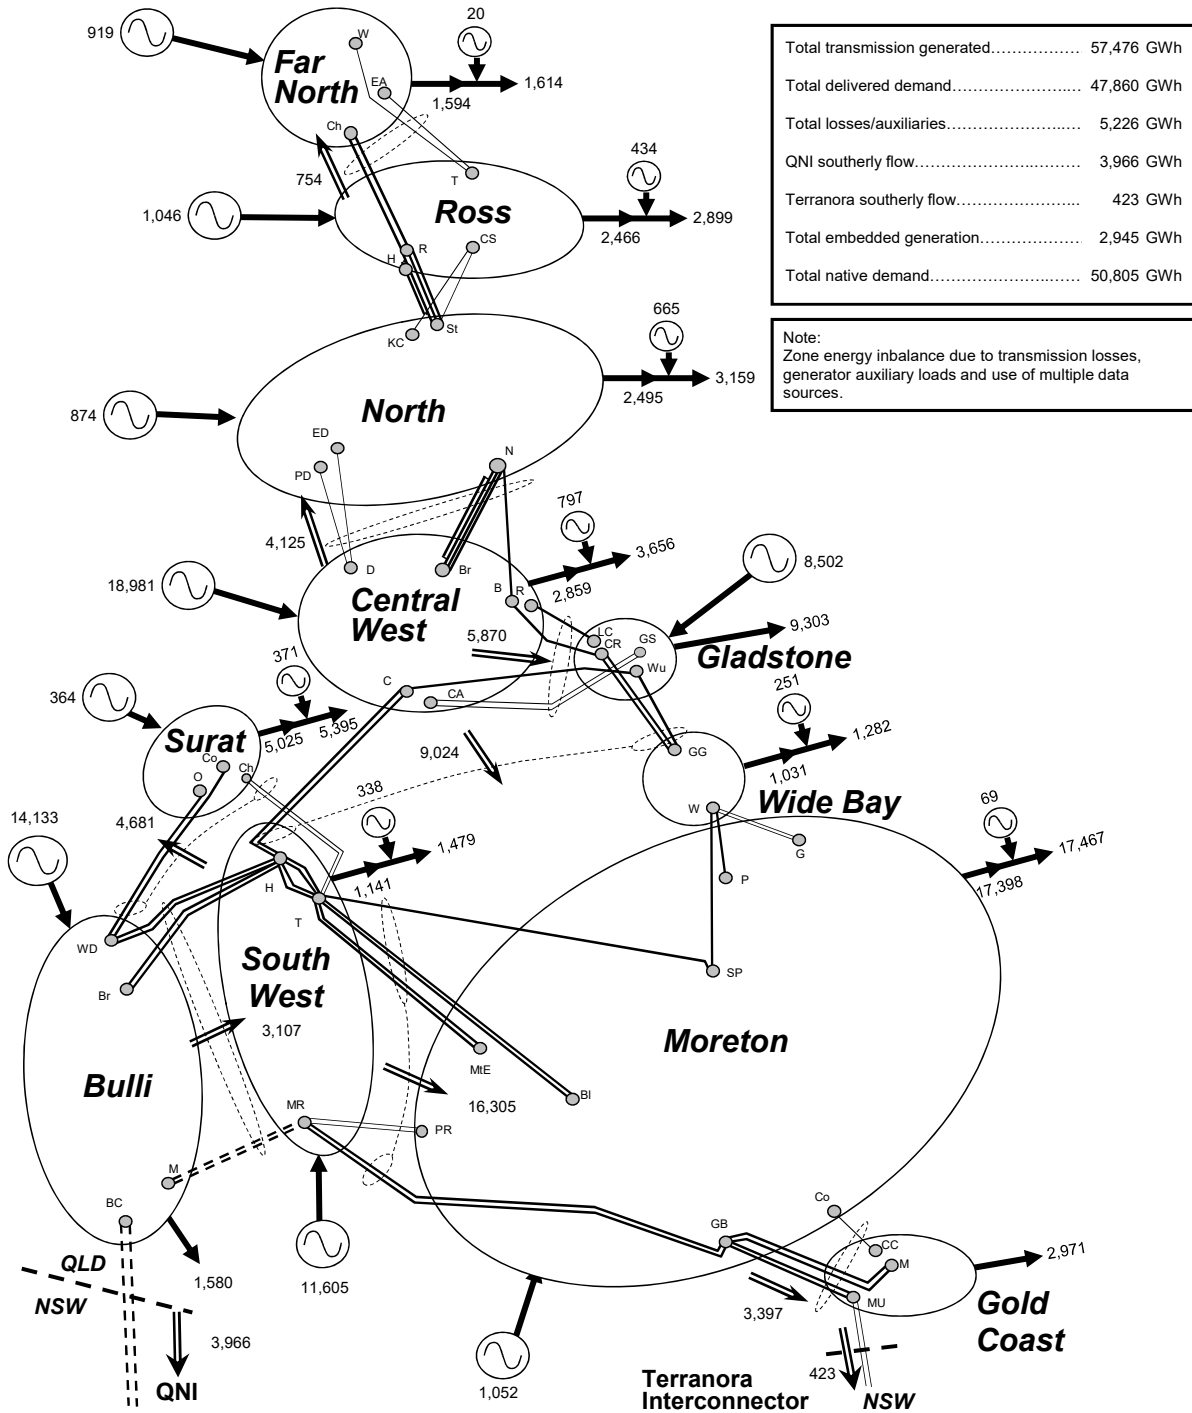 919
20
W
Far
North
EA
1,594
1,614
Ch
754
T
434
1,046
Ross
2,466
2,899
R
CS
H
St
KC
665
874
North
2,495
3,159
ED
PD
N
4,125
797
D
Br
B
R
3,656
2,859
8,502
18,981
Central
West
5,870
LC
CR
GS
Wu
9,303
Gladstone
371
C
CA
364
Surat
5,025
5,395
251
Co
O
Ch
9,024
GG
1,282
1,031
Wide Bay
W
14,133
4,681
338
69
G
1,479
1,141
P
17,467
17,398
H
T
WD
South
West
SP
Br
3,107
Moreton
MtE
Bulli
16,305
Bl
MR
PR
M
BC
Co
GB
CC
M
2,971
QLD
1,580
11,605
NSW
3,397
MU
Gold
Coast
3,966
1,052
423
QNI
Terranora
Interconnector
NSW
Total transmission generated……………. 57,476 GWh
Total delivered demand………………….... 47,860 GWh
Total losses/auxiliaries…………………..… 5,226 GWh
QNI southerly flow…………………...……… 3,966 GWh
Terranora southerly flow………………….. 423 GWh
Total embedded generation………………. 2,945 GWh
Total native demand…………………...…… 50,805 GWh
Note:
Zone energy inbalance due to transmission losses,
generator auxiliary loads and use of multiple data
sources.